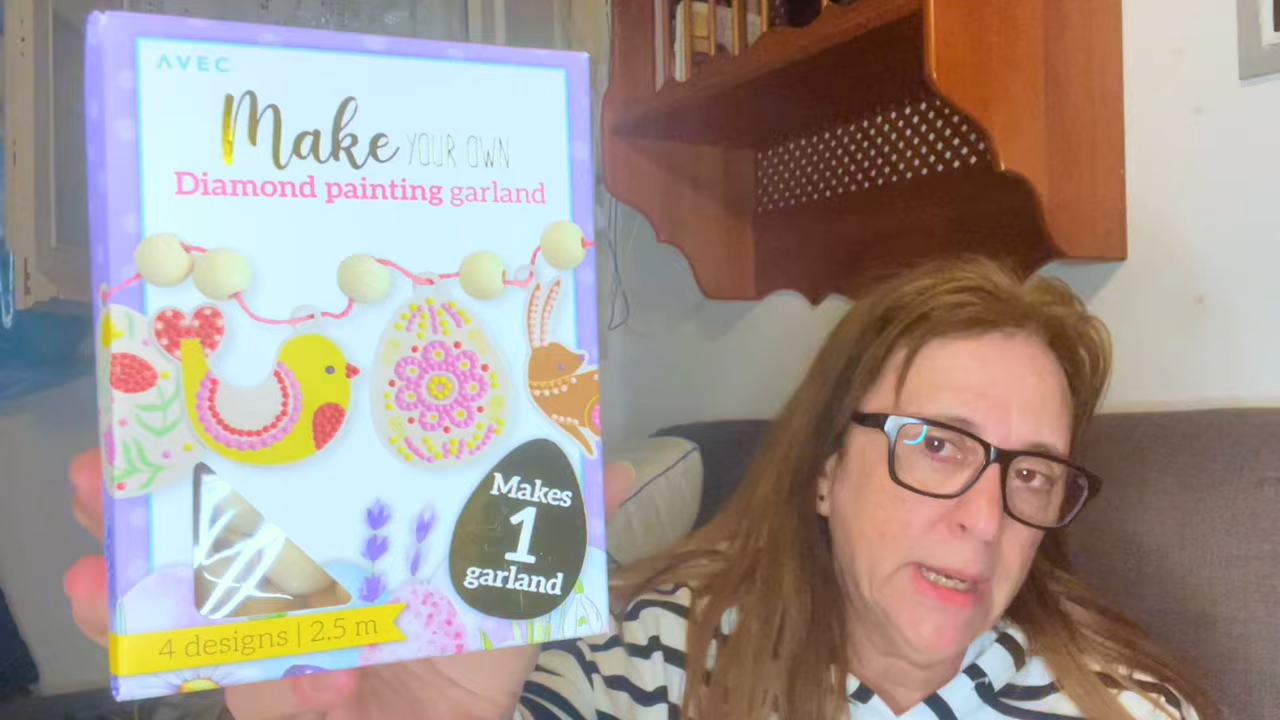 AVEC
Make YOUR OWN
Diamond painting garland
Makes
1
garland
4 designs | 2,5 m